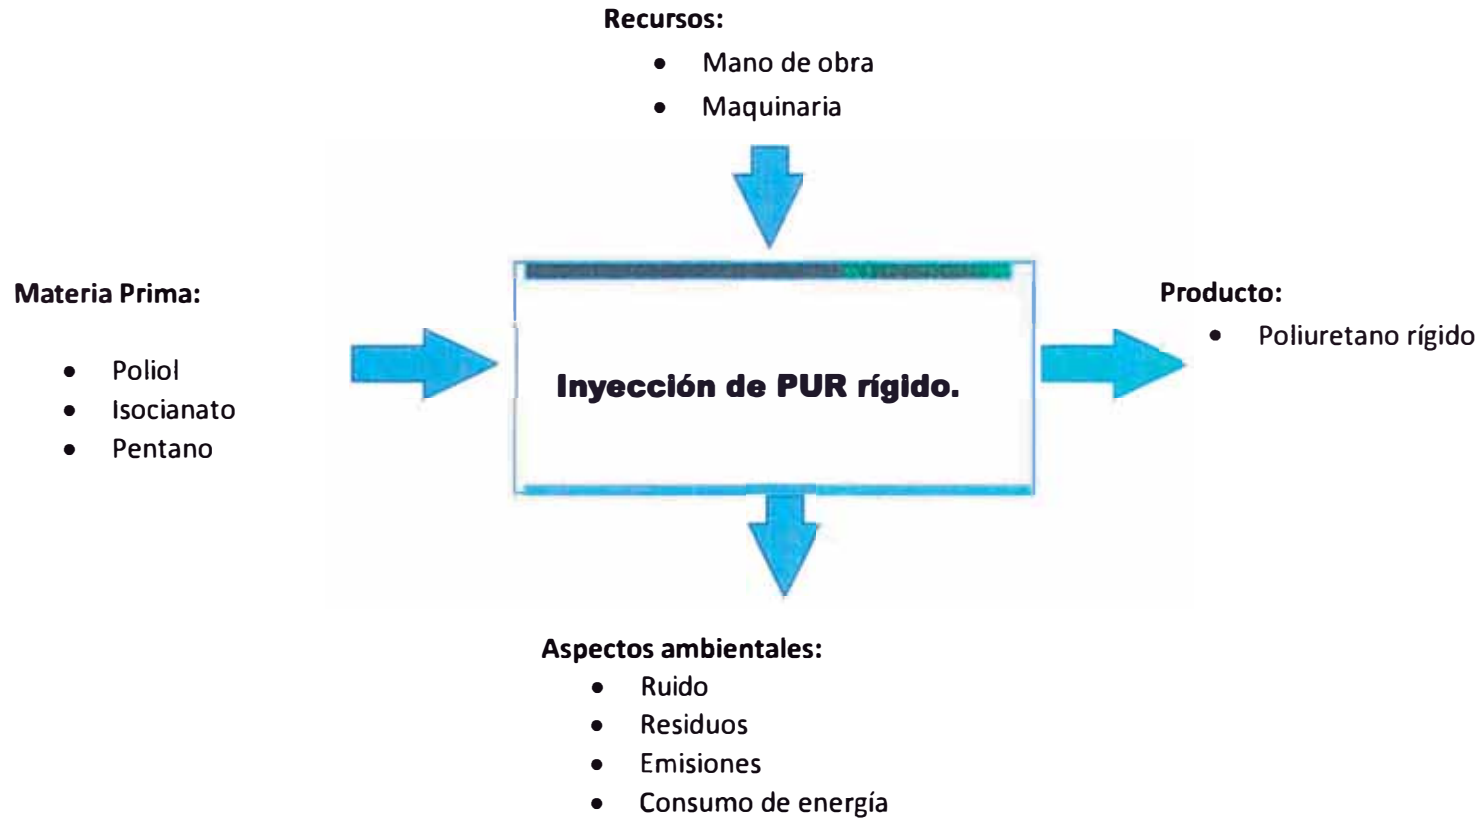 Recursos:
• Mano de obra
• Maquinaria
Materia Prima:
• Poliol
• Isocianato
• Pentano
Inyección de PUR rígido.
Producto:
• Poliuretano rígido
Aspectos ambientales:
• Ruido
• Residuos
• Emisiones
• Consumo de energía